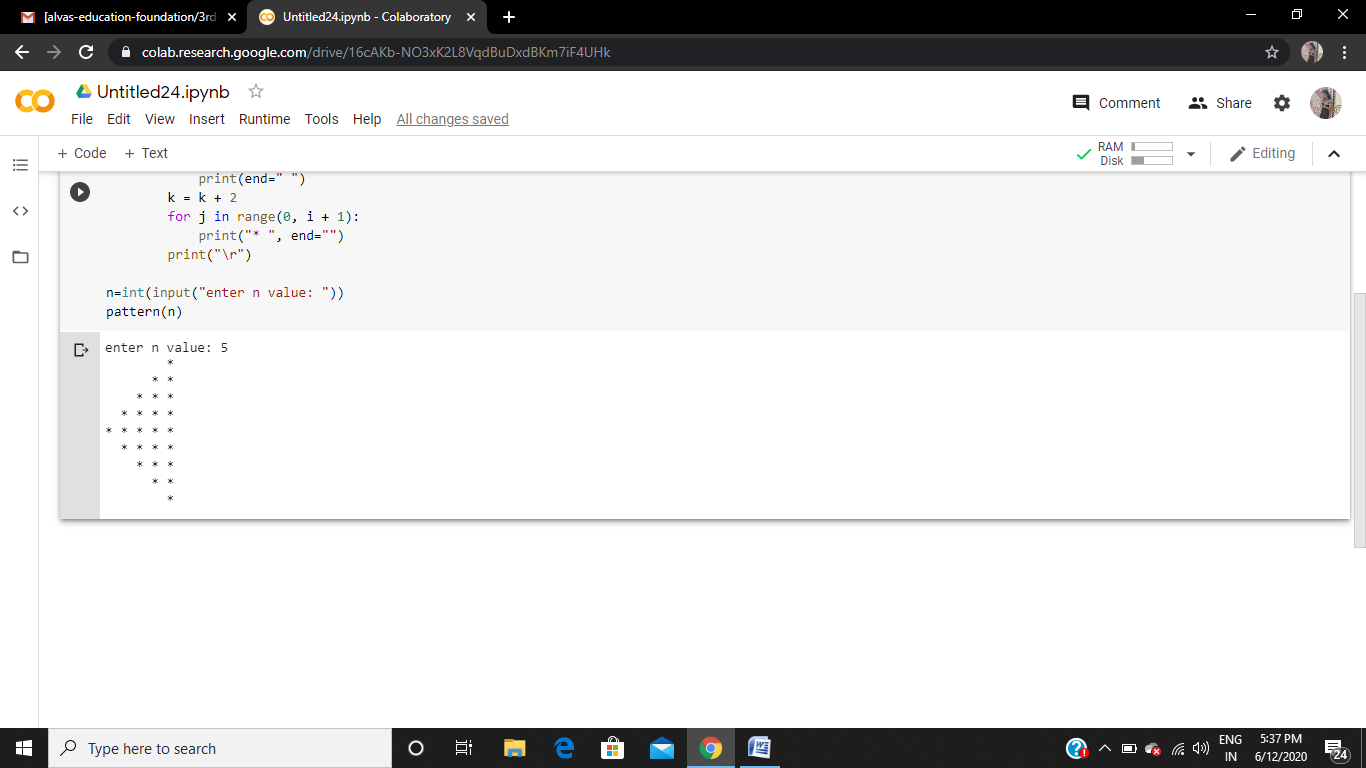 [alvas-education-foundation/3rd
Untitled24.ipynb - Colaboratory
colab.research.google.com/drive/16cAKb-NO3xK2L8VqdBuDxdBKm7iF4UHk
Untitled24.ipynb
File Edit View Insert Runtime Tools Help All changes saved
Comment Share
+ Code + Text
RAM
Disk
Editing
print(end=" ")
k = k + 2
for j in range(0, i + 1):
print("* ", end="")
print("\r")
n=int(input("enter n value: "))
pattern(n)
enter n value: 5
*
* *
* * *
* * * *
* * * * *
* * * *
* * *
* *
*
Type here to search
ENG
IN
5:37 PM
6/12/2020
24